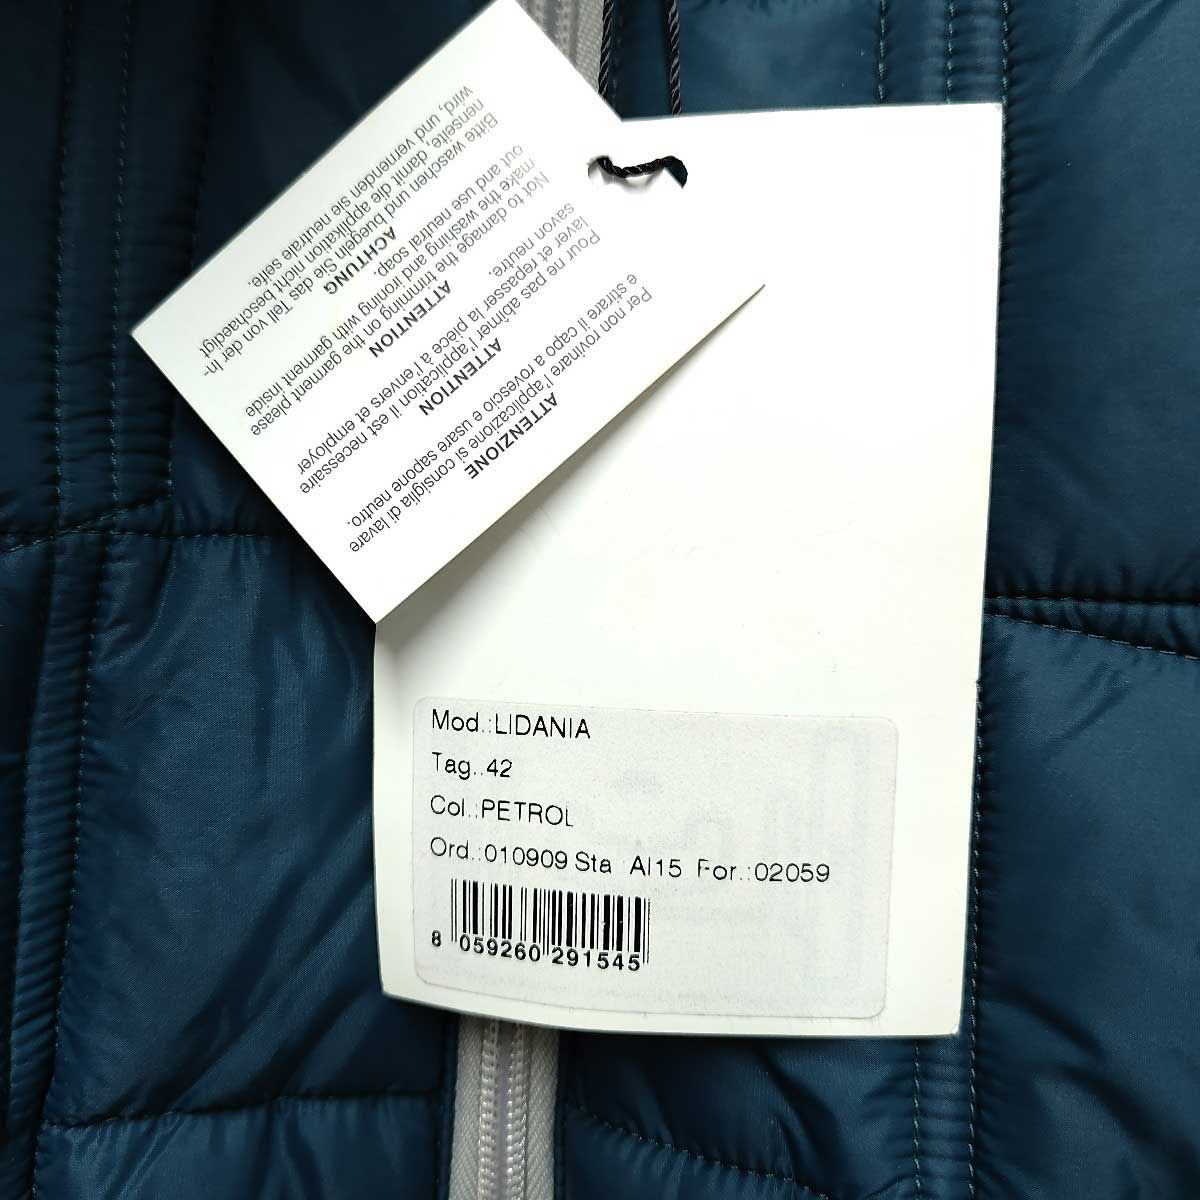 ATTENZIONE
Per non rovinare l'applicazione si consiglia di lavare
e stirare il capo a rovescio e usare sapone neutro.
ATTENTION
Pour ne pas abimer l'application il est necessaire
laver et repasser la pièce à l'envers et employer
savon neutre.
ATTENTION
Not to damage the trimming on the garment please
make the washing and ironing with garment inside
out and use neutral soap.
ACHTUNG
Bitte waschen und buegeln Sie das Teil von der In-
nenseite, damit die applikation nicht beschaedigt
wird, und vernenden sie neutrale seife.
Mod.:LIDANIA
Tag.:42
Col.:PETROL
Ord.:010909 Sta AI15 For.:02059
8 059260 291545